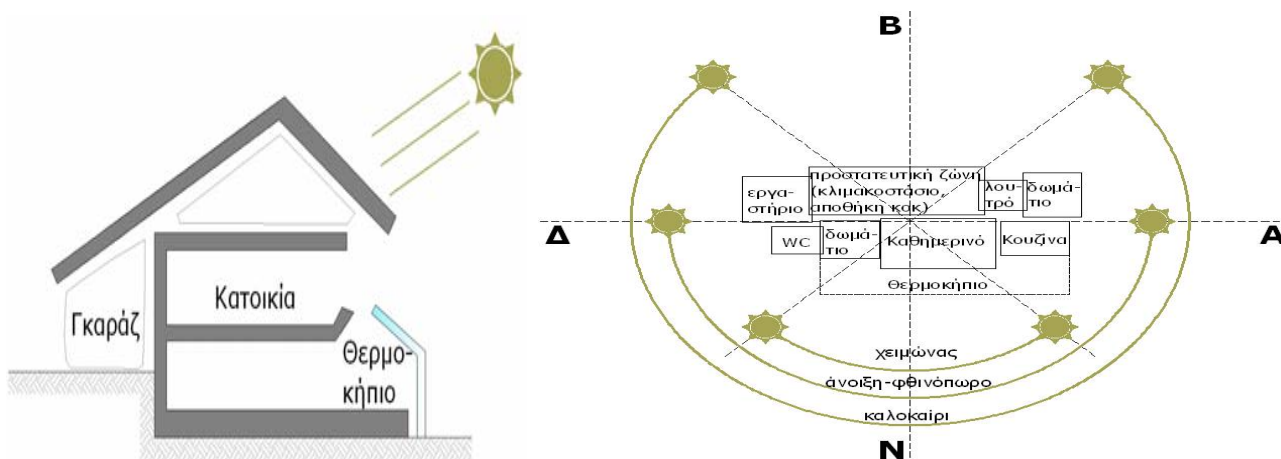 Κατοικία
Γκαράζ
Θερμο-
κήπιο
Β
προστατευτική ζώνη
(κλιμακοστάσιο,
αποθήκη κακ)
εργα-
στήριο
λου-
τρό
δωμά-
τιο
Δ
Α
WC
δωμά-
τιο
Καθημερινό
Κουζίνα
Θερμοκήπιο
χειμώνας
άνοιξη-φθινόπωρο
καλοκαίρι
Ν